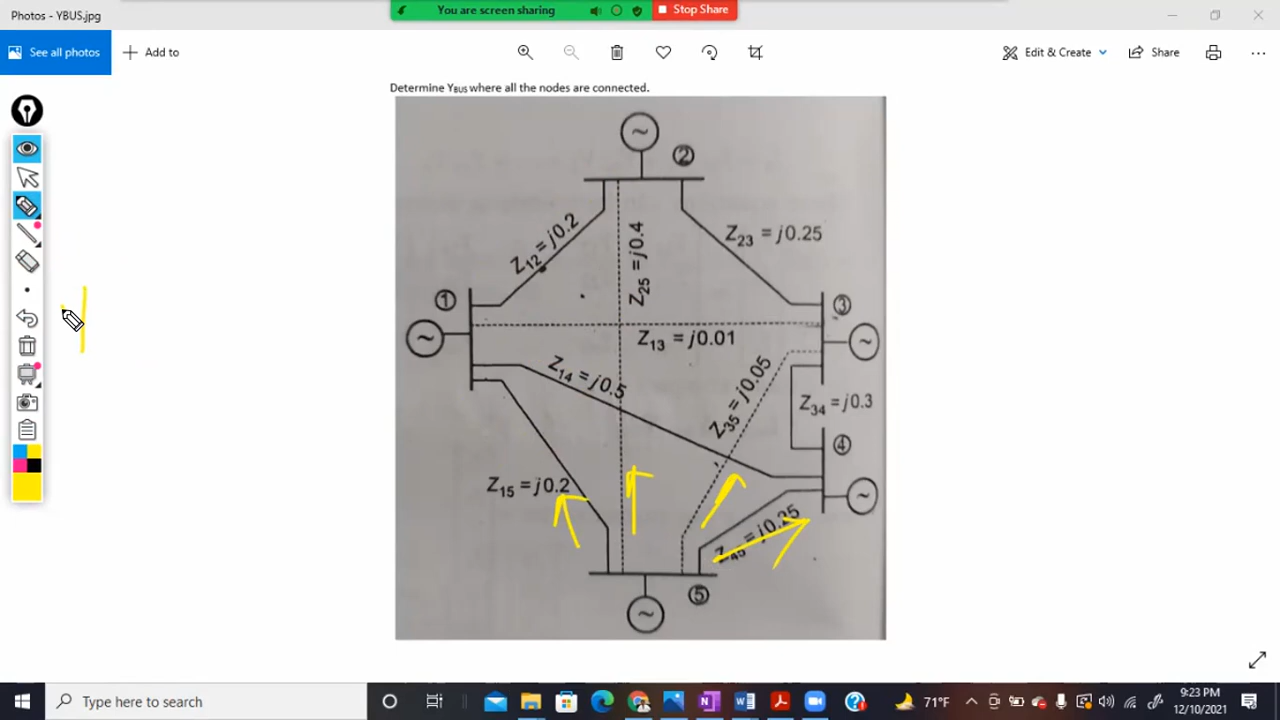 Photos - YBUS.jpg
You are screen sharing
Stop Share
See all photos
Add to
Edit & Create
Share
Determine YBUS where all the nodes are connected.
~
②
Z12 = j0.2
Z25 = j0.4
Z23 = j0.25
①
③
~
~
Z13 = j0.01
Z14 = j0.5
Z35 = j0.05
Z34 = j0.3
④
Z15 = j0.2
~
Z45 = j0.25
⑤
~
Type here to search
71°F
9:23 PM
12/10/2021